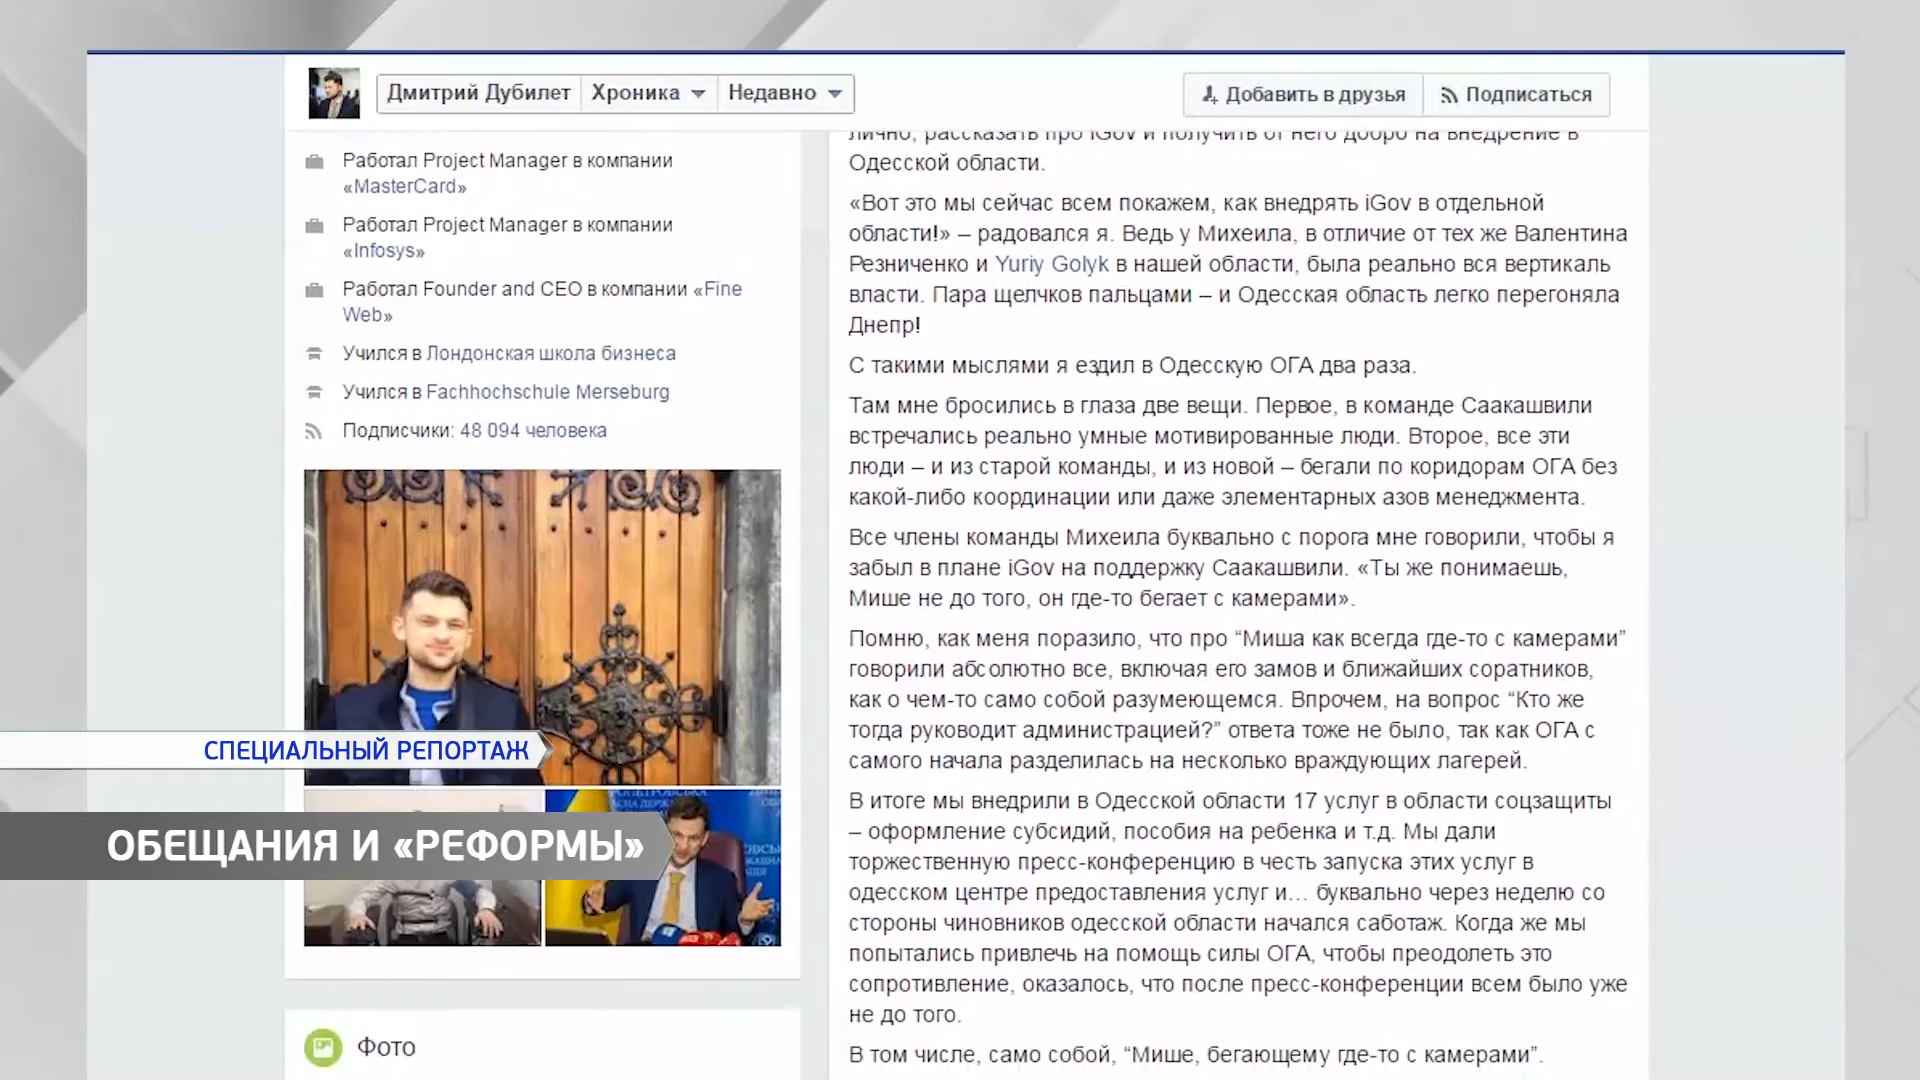 Дмитрий Дубилет
Хроника
Недавно
Добавить в друзья
Подписаться
Работал Project Manager в компании
«MasterCard»
Работал Project Manager в компании
«Infosys»
Работал Founder and CEO в компании «Fine
Web»
Учился в Лондонская школа бизнеса
Учился в Fachhochschule Merseburg
Подписчики: 48 094 человека
СПЕЦИАЛЬНЫЙ РЕПОРТАЖ
ОБЕЩАНИЯ И «РЕФОРМЫ»
Фото
лично, рассказать про iGov и получить от него добро на внедрение в
Одесской области.
«Вот это мы сейчас всем покажем, как внедрять iGov в отдельной
области!» – радовался я. Ведь у Михеила, в отличие от тех же Валентина
Резниченко и Yuriy Golyk в нашей области, была реально вся вертикаль
власти. Пара щелчков пальцами – и Одесская область легко перегоняла
Днепр!
С такими мыслями я ездил в Одесскую ОГА два раза.
Там мне бросились в глаза две вещи. Первое, в команде Саакашвили
встречались реально умные мотивированные люди. Второе, все эти
люди – и из старой команды, и из новой – бегали по коридорам ОГА без
какой-либо координации или даже элементарных азов менеджмента.
Все члены команды Михеила буквально с порога мне говорили, чтобы я
забыл в плане iGov на поддержку Саакашвили. «Ты же понимаешь,
Мише не до того, он где-то бегает с камерами».
Помню, как меня поразило, что про “Миша как всегда где-то с камерами”
говорили абсолютно все, включая его замов и ближайших соратников,
как о чем-то само собой разумеющемся. Впрочем, на вопрос “Кто же
тогда руководит администрацией?” ответа тоже не было, так как ОГА с
самого начала разделилась на несколько враждующих лагерей.
В итоге мы внедрили в Одесской области 17 услуг в области соцзащиты
– оформление субсидий, пособия на ребенка и т.д. Мы дали
торжественную пресс-конференцию в честь запуска этих услуг в
одесском центре предоставления услуг и… буквально через неделю со
стороны чиновников одесской области начался саботаж. Когда же мы
попытались привлечь на помощь силы ОГА, чтобы преодолеть это
сопротивление, оказалось, что после пресс-конференции всем было уже
не до того.
В том числе, само собой, “Мише, бегающему где-то с камерами”.